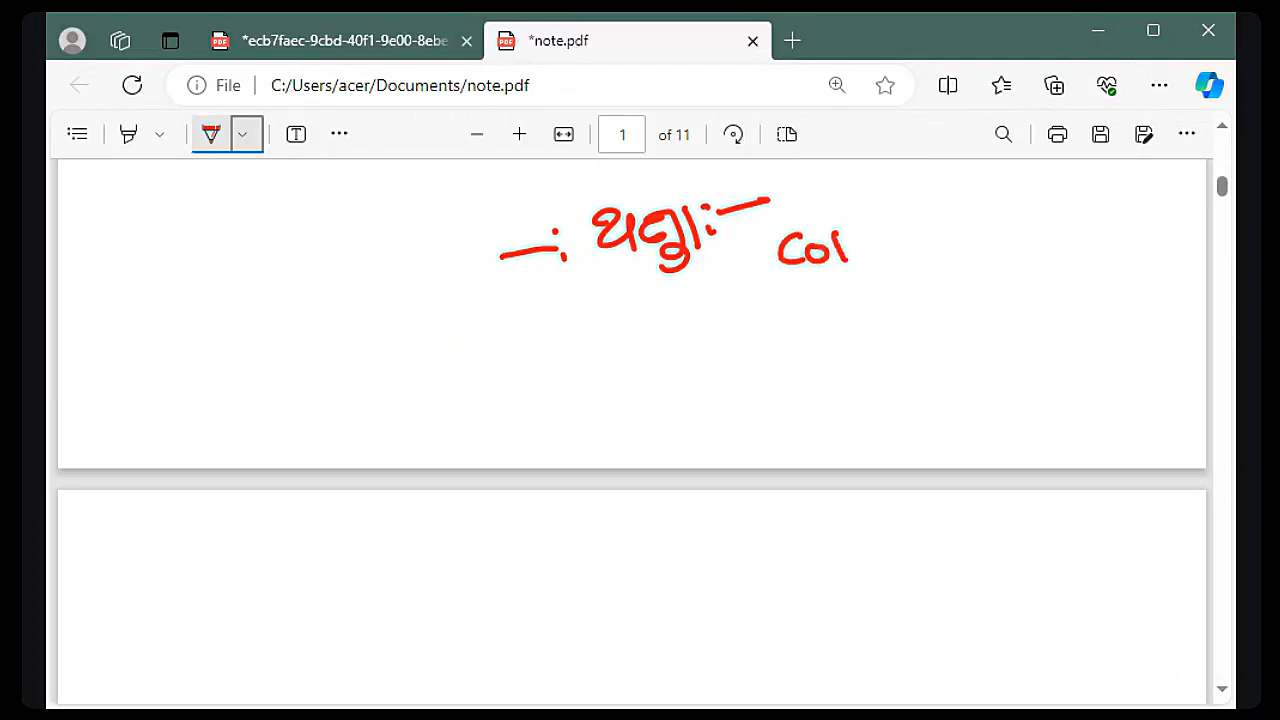 *ecb7faec-9cbd-40f1-9e00-8ebe
*note.pdf
File
C:/Users/acer/Documents/note.pdf
1 of 11
col